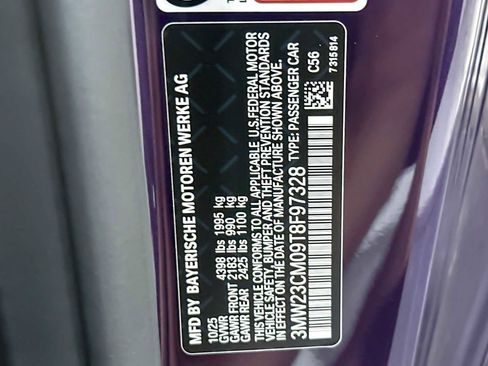 MFD BY BAYERISCHE MOTOREN WERKE AG
10/25
GVWR 4398 lbs 1995 kg
GAWR FRONT 2183 lbs 990 kg
GAWR REAR 2425 lbs 1100 kg
THIS VEHICLE CONFORMS TO ALL APPLICABLE U.S. FEDERAL MOTOR
VEHICLE SAFETY, BUMPER AND THEFT PREVENTION STANDARDS
IN EFFECT ON THE DATE OF MANUFACTURE SHOWN ABOVE.
3MW23CM09T8F97328 TYPE: PASSENGER CAR
C56
7315814